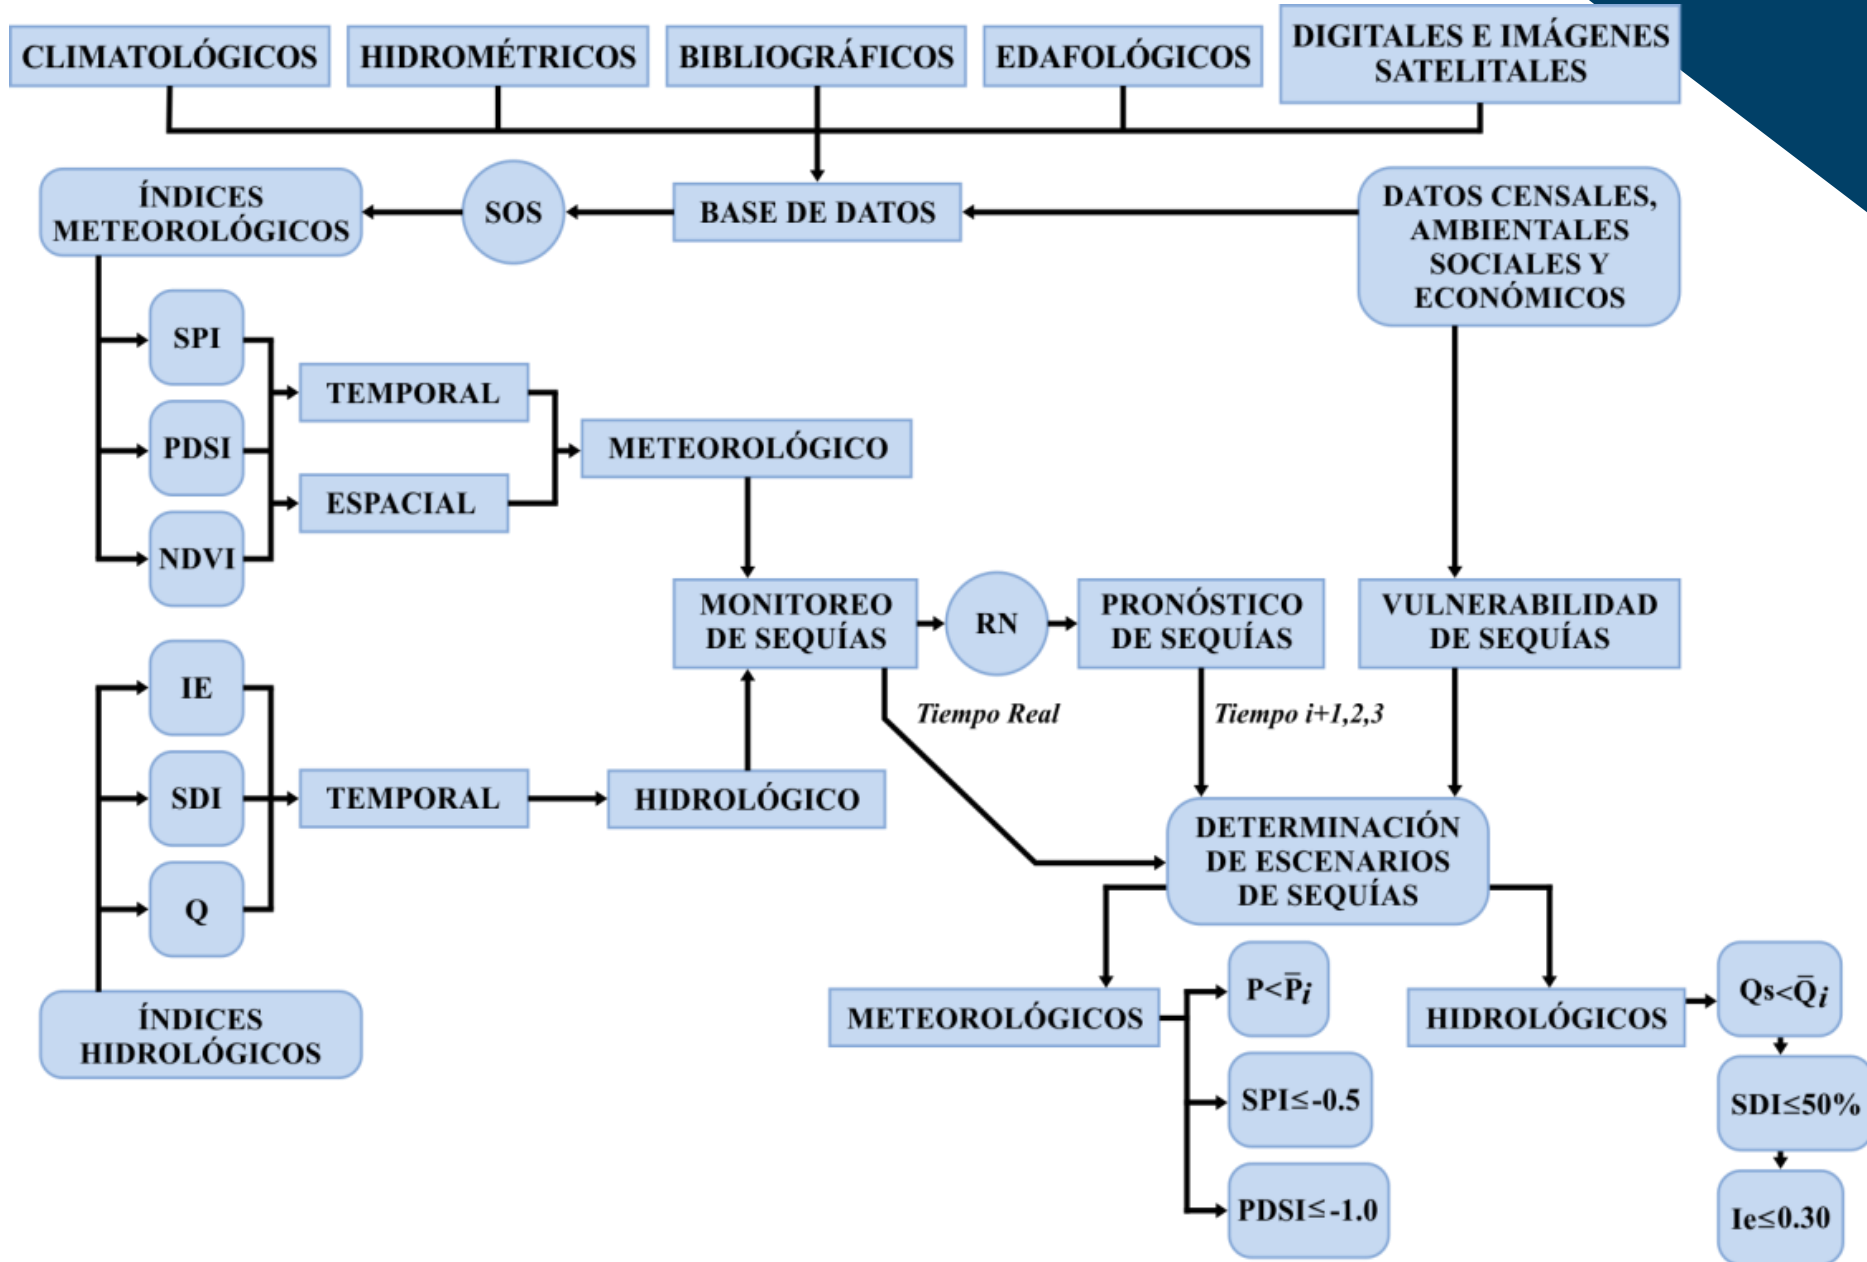 CLIMATOLÓGICOS
HIDROMÉTRICOS
BIBLIOGRÁFICOS
EDAFOLÓGICOS
DIGITALES E IMÁGENES
SATELITALES
ÍNDICES
METEOROLÓGICOS
SOS
BASE DE DATOS
DATOS CENSALES,
AMBIENTALES
SOCIALES Y
ECONÓMICOS
SPI
PDSI
NDVI
TEMPORAL
ESPACIAL
METEOROLÓGICO
MONITOREO
DE SEQUÍAS
RN
PRONÓSTICO
DE SEQUÍAS
VULNERABILIDAD
DE SEQUÍAS
Tiempo Real
Tiempo i+1,2,3
IE
SDI
Q
TEMPORAL
HIDROLÓGICO
ÍNDICES
HIDROLÓGICOS
DETERMINACIÓN
DE ESCENARIOS
DE SEQUÍAS
METEOROLÓGICOS
P<P̅i
SPI≤-0.5
PDSI≤-1.0
HIDROLÓGICOS
Qs<Q̅i
SDI≤50%
Ie≤0.30